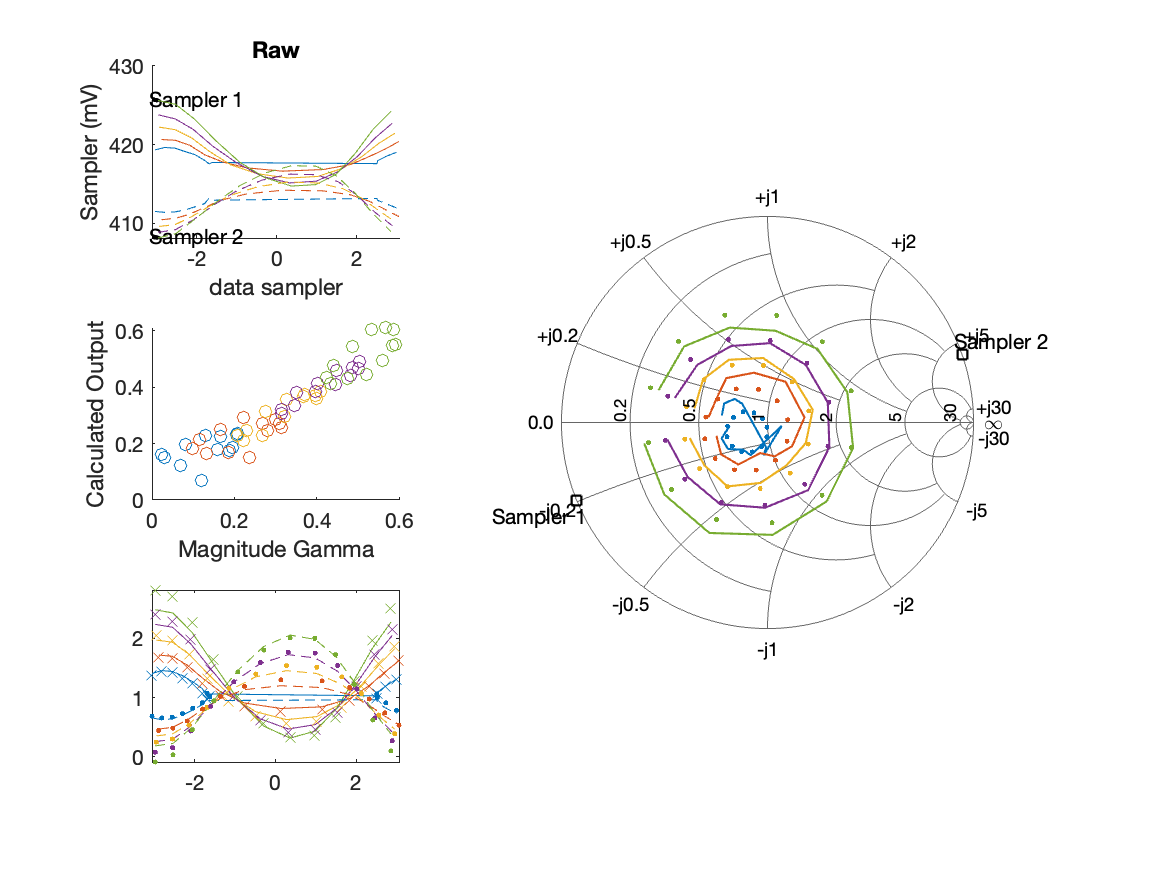 Raw
430
420
410
Sampler (mV)
Sampler 1
Sampler 2
-2 0 2
data sampler
0.6
0.4
0.2
0
Calculated Output
0 0.2 0.4 0.6
Magnitude Gamma
2
1
0
-2 0 2
+j1
+j0.5 +j2
+j0.2 +j5
Sampler 2
0.0 0.2 0.5 1 2 5 30 +j30
∞
-j30
-j0.2 -j5
Sampler 1
-j0.5 -j2
-j1